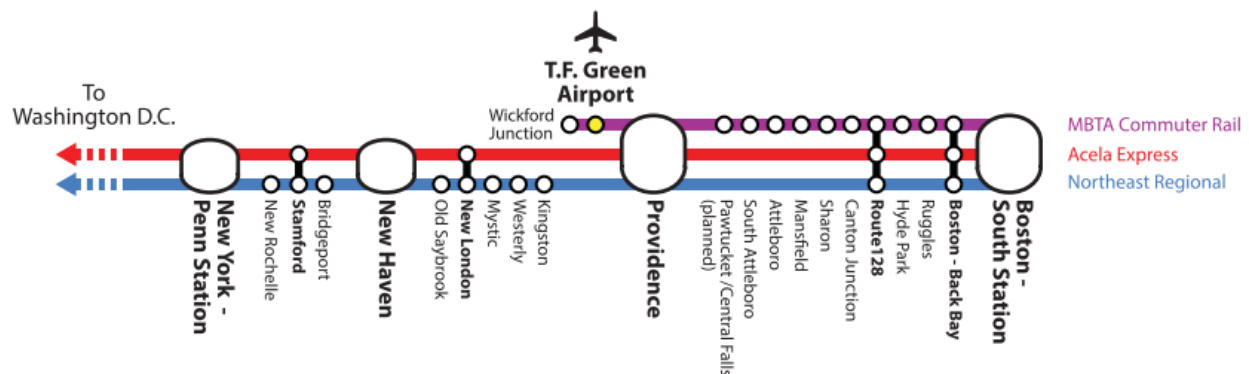 To
Washington D.C.
T.F. Green
Airport
Wickford
Junction
MBTA Commuter Rail
Acela Express
Northeast Regional
New York -
Penn Station
New Rochelle
Stamford
Bridgeport
New Haven
Old Saybrook
New London
Mystic
Westerly
Kingston
Providence
Pawtucket /Central Falls
(planned)
South Attleboro
Attleboro
Mansfield
Sharon
Canton Junction
Route128
Hyde Park
Ruggles
Boston - Back Bay
Boston -
South Station